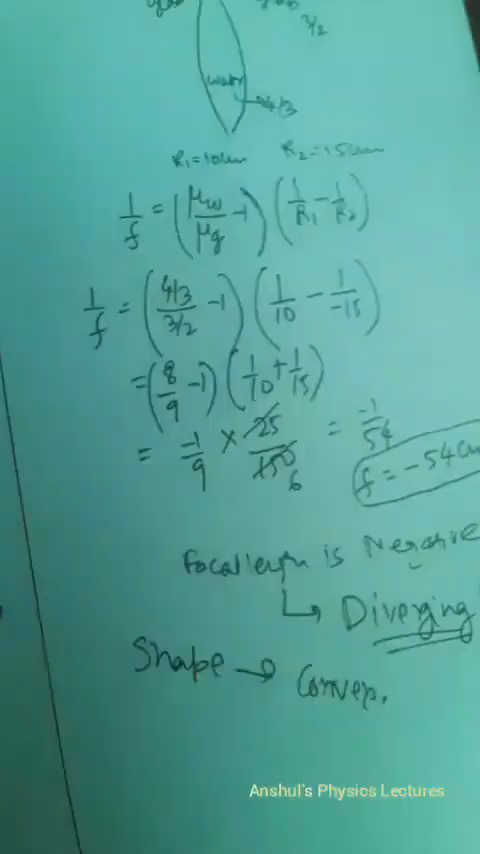 3/2
water
4/3
R₁=10cm R₂=-15cm
1/f = (μw/μg - 1) (1/R₁ - 1/R₂)
1/f = (4/3 / 3/2 - 1) (1/10 - 1/-15)
= (8/9 - 1) (1/10 + 1/15)
= -1/9 × 25/150 6 = -1/54
f = -54cm
Focal length is Negative
↳ Diverging
Shape → Convex.
Anshul's Physics Lectures